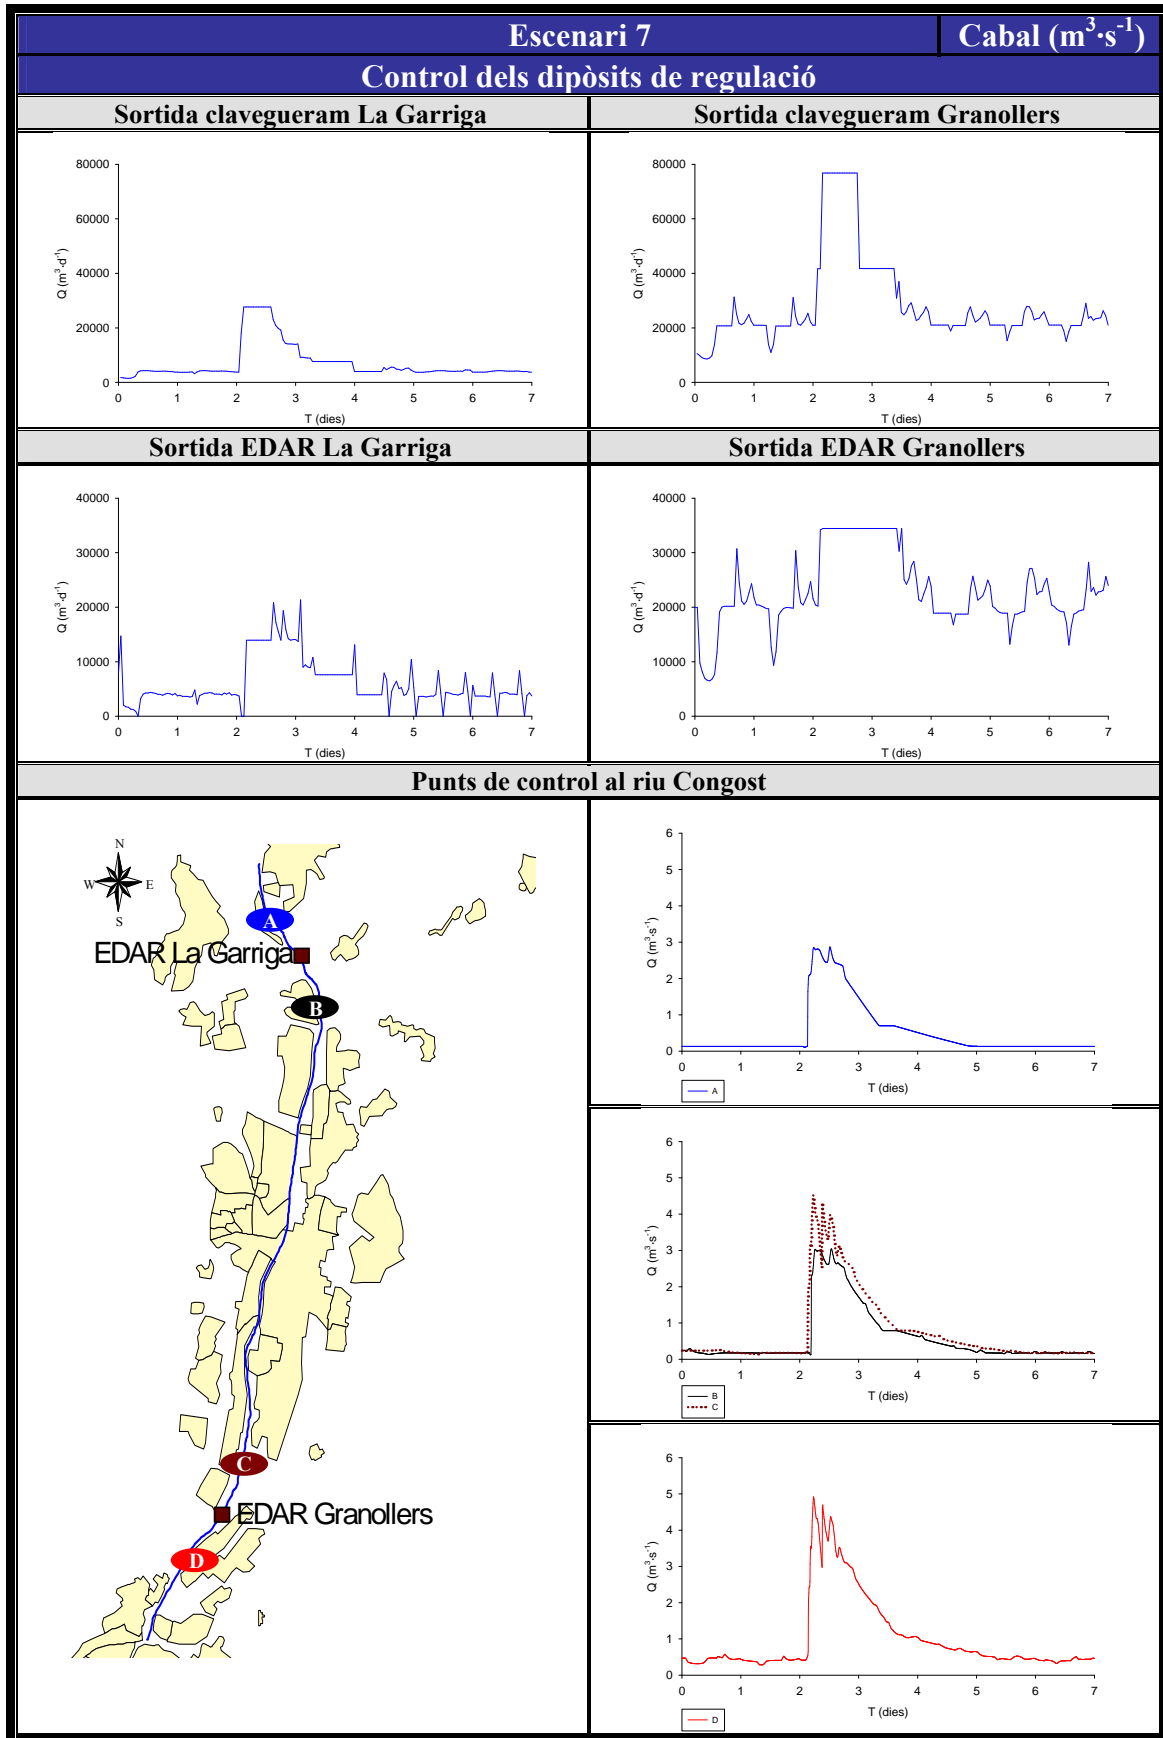 Escenari 7
Cabal (m³·s⁻¹)
Control dels dipòsits de regulació
Sortida clavegueram La Garriga
Sortida clavegueram Granollers
80000
60000
40000
20000
0
Q (m³·d⁻¹)
0 1 2 3 4 5 6 7
T (dies)
80000
60000
40000
20000
0
Q (m³·d⁻¹)
0 1 2 3 4 5 6 7
T (dies)
Sortida EDAR La Garriga
Sortida EDAR Granollers
40000
30000
20000
10000
0
Q (m³·d⁻¹)
0 1 2 3 4 5 6 7
T (dies)
40000
30000
20000
10000
0
Q (m³·d⁻¹)
0 1 2 3 4 5 6 7
T (dies)
Punts de control al riu Congost
N
W E
S
A
EDAR La Garriga
B
C
EDAR Granollers
D
6
5
4
3
2
1
0
Q (m³·s⁻¹)
0 1 2 3 4 5 6 7
T (dies)
A
6
5
4
3
2
1
0
Q (m³·s⁻¹)
0 1 2 3 4 5 6 7
T (dies)
B
C
6
5
4
3
2
1
0
Q (m³·s⁻¹)
0 1 2 3 4 5 6 7
T (dies)
D